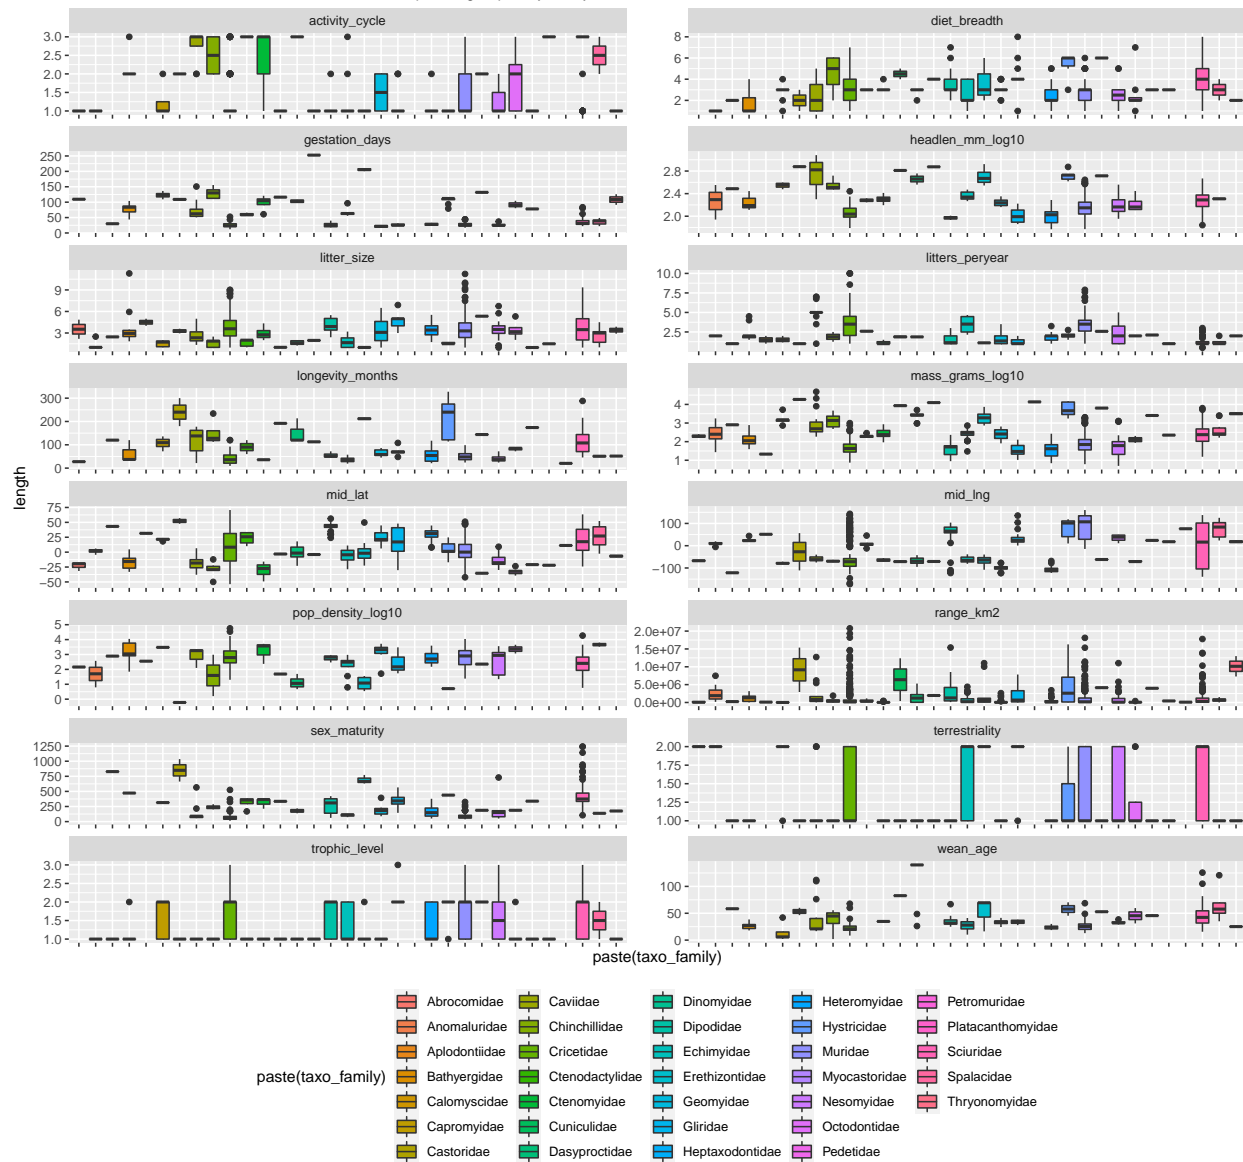 activity_cycle
3.0
2.5
2.0
1.5
1.0
diet_breadth
8
6
4
2
gestation_days
250
200
150
100
50
0
headlen_mm_log10
2.8
2.4
2.0
litter_size
9
6
3
litters_peryear
10.0
7.5
5.0
2.5
longevity_months
300
200
100
0
mass_grams_log10
4
3
2
1
mid_lat
75
50
25
0
−25
−50
mid_lng
100
0
−100
pop_density_log10
5
4
3
2
1
0
range_km2
2.0e+07
1.5e+07
1.0e+07
5.0e+06
0.0e+00
sex_maturity
1250
1000
750
500
250
0
terrestriality
2.00
1.75
1.50
1.25
1.00
trophic_level
3.0
2.5
2.0
1.5
1.0
wean_age
100
50
0
length
paste(taxo_family)
paste(taxo_family)
Abrocomidae
Anomaluridae
Aplodontiidae
Bathyergidae
Calomyscidae
Capromyidae
Castoridae
Caviidae
Chinchillidae
Cricetidae
Ctenodactylidae
Ctenomyidae
Cuniculidae
Dasyproctidae
Dinomyidae
Dipodidae
Echimyidae
Erethizontidae
Geomyidae
Gliridae
Heptaxodontidae
Heteromyidae
Hystricidae
Muridae
Myocastoridae
Nesomyidae
Octodontidae
Pedetidae
Petromuridae
Platacanthomyidae
Sciuridae
Spalacidae
Thryonomyidae